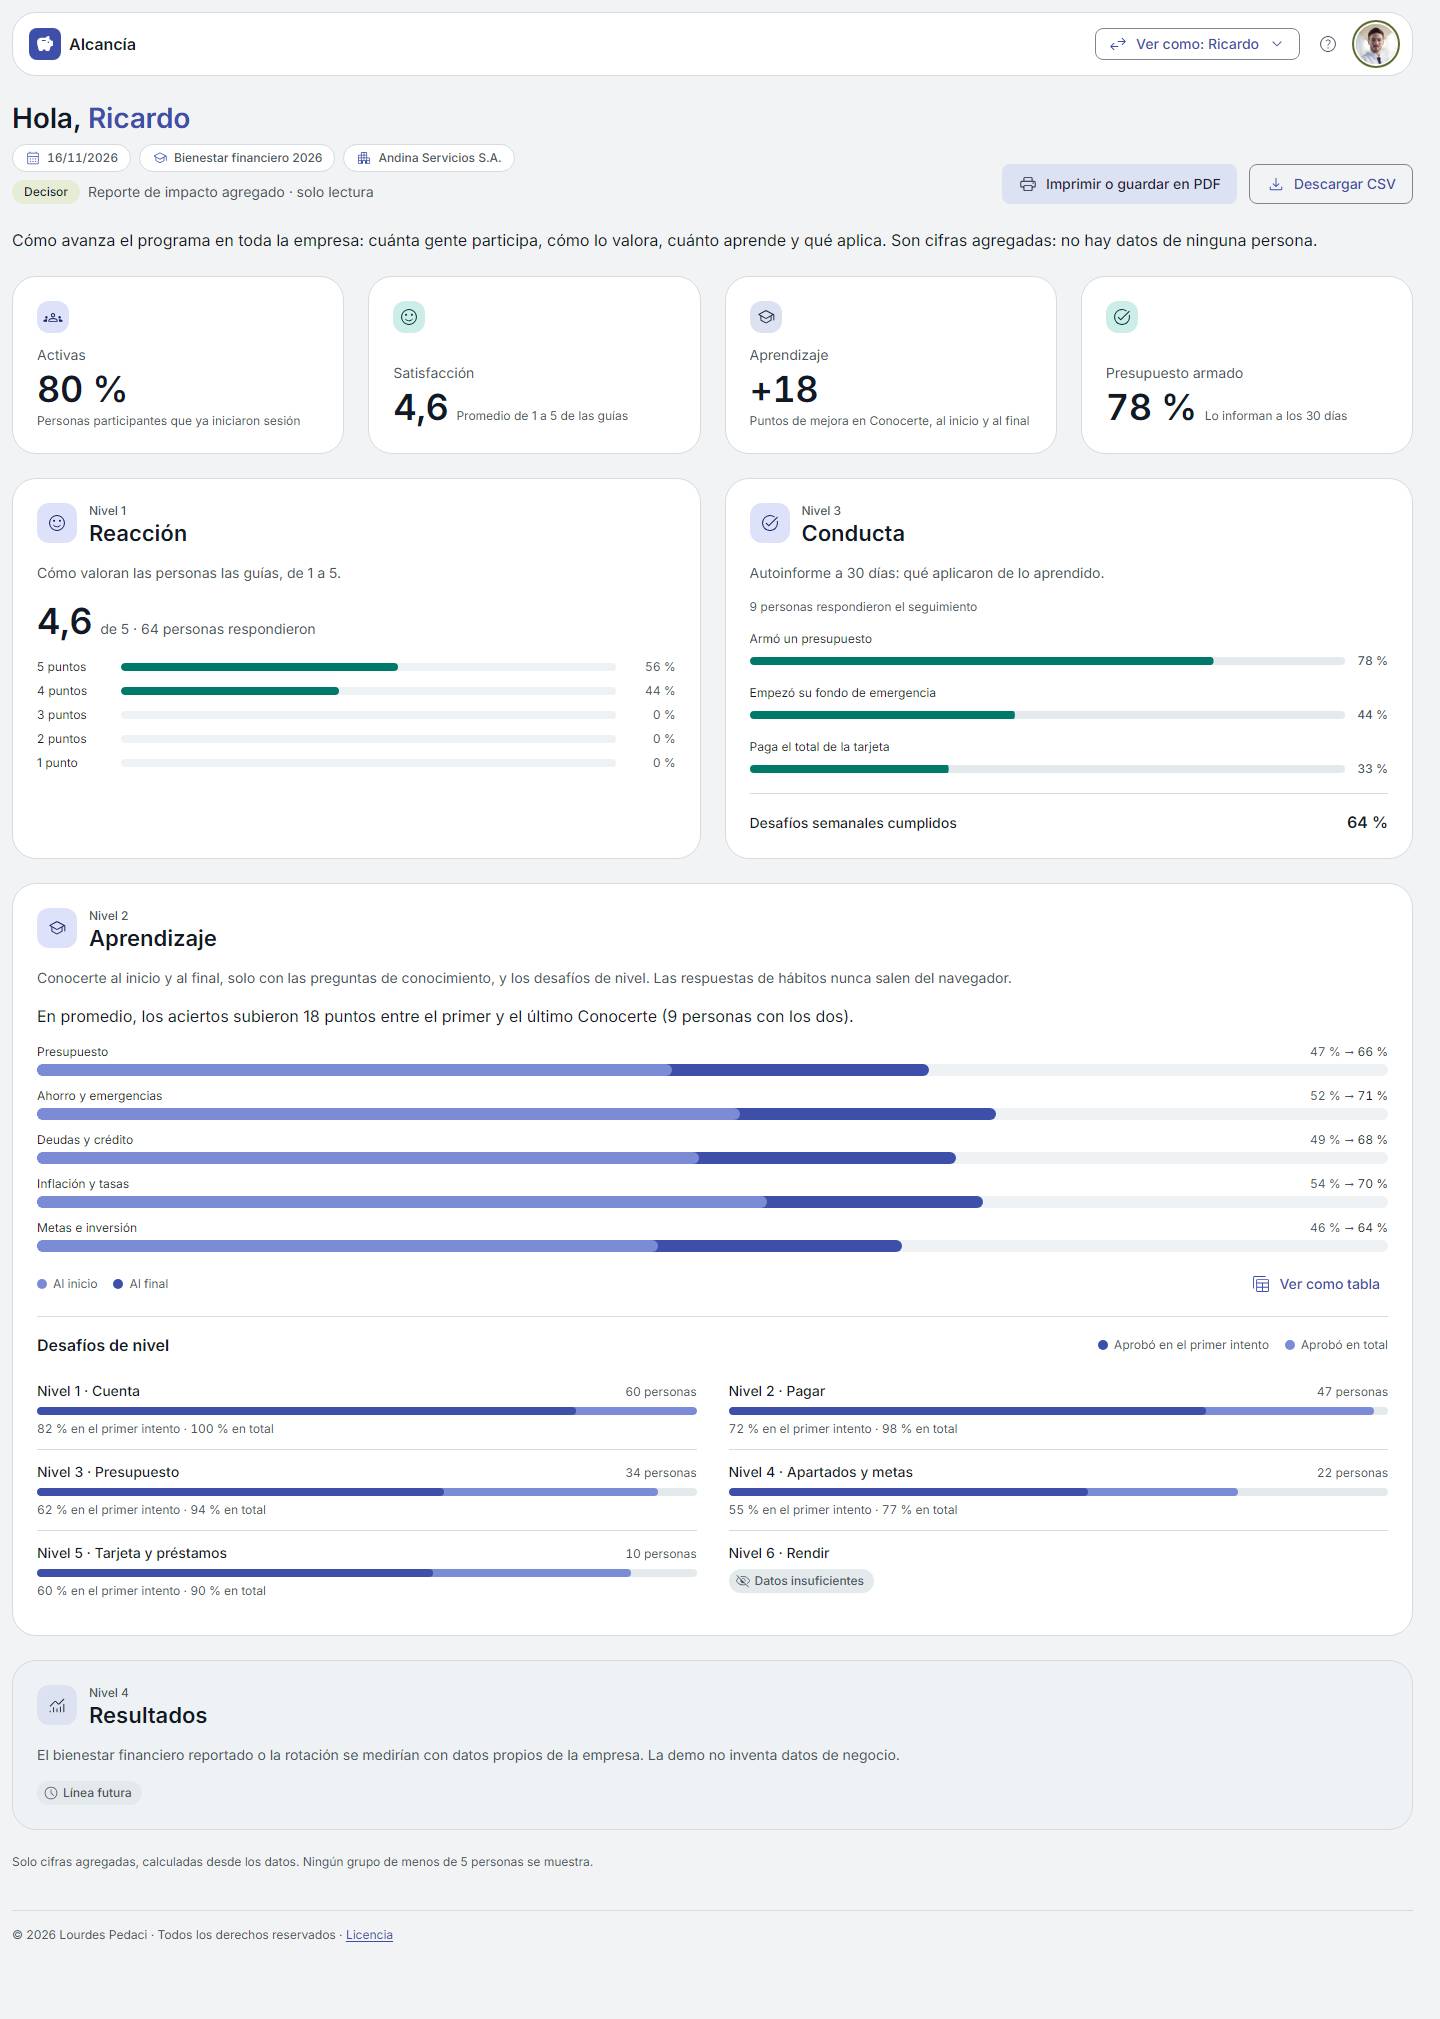 Alcancía
Ver como: Ricardo
Hola, Ricardo
16/11/2026
Bienestar financiero 2026
Andina Servicios S.A.
Decisor
Reporte de impacto agregado · solo lectura
Imprimir o guardar en PDF
Descargar CSV
Cómo avanza el programa en toda la empresa: cuánta gente participa, cómo lo valora, cuánto aprende y qué aplica. Son cifras agregadas: no hay datos de ninguna persona.
Activas
80 %
Personas participantes que ya iniciaron sesión
Satisfacción
4,6 Promedio de 1 a 5 de las guías
Aprendizaje
+18
Puntos de mejora en Conocerte, al inicio y al final
Presupuesto armado
78 % Lo informan a los 30 días
Nivel 1
Reacción
Cómo valoran las personas las guías, de 1 a 5.
4,6 de 5 · 64 personas respondieron
5 puntos 56 %
4 puntos 44 %
3 puntos 0 %
2 puntos 0 %
1 punto 0 %
Nivel 3
Conducta
Autoinforme a 30 días: qué aplicaron de lo aprendido.
9 personas respondieron el seguimiento
Armó un presupuesto
78 %
Empezó su fondo de emergencia
44 %
Paga el total de la tarjeta
33 %
Desafíos semanales cumplidos 64 %
Nivel 2
Aprendizaje
Conocerte al inicio y al final, solo con las preguntas de conocimiento, y los desafíos de nivel. Las respuestas de hábitos nunca salen del navegador.
En promedio, los aciertos subieron 18 puntos entre el primer y el último Conocerte (9 personas con los dos).
Presupuesto 47 % → 66 %
Ahorro y emergencias 52 % → 71 %
Deudas y crédito 49 % → 68 %
Inflación y tasas 54 % → 70 %
Metas e inversión 46 % → 64 %
Al inicio Al final
Ver como tabla
Desafíos de nivel
Aprobó en el primer intento Aprobó en total
Nivel 1 · Cuenta 60 personas
82 % en el primer intento · 100 % en total
Nivel 2 · Pagar 47 personas
72 % en el primer intento · 98 % en total
Nivel 3 · Presupuesto 34 personas
62 % en el primer intento · 94 % en total
Nivel 4 · Apartados y metas 22 personas
55 % en el primer intento · 77 % en total
Nivel 5 · Tarjeta y préstamos 10 personas
60 % en el primer intento · 90 % en total
Nivel 6 · Rendir
Datos insuficientes
Nivel 4
Resultados
El bienestar financiero reportado o la rotación se medirían con datos propios de la empresa. La demo no inventa datos de negocio.
Línea futura
Solo cifras agregadas, calculadas desde los datos. Ningún grupo de menos de 5 personas se muestra.
© 2026 Lourdes Pedaci · Todos los derechos reservados · Licencia